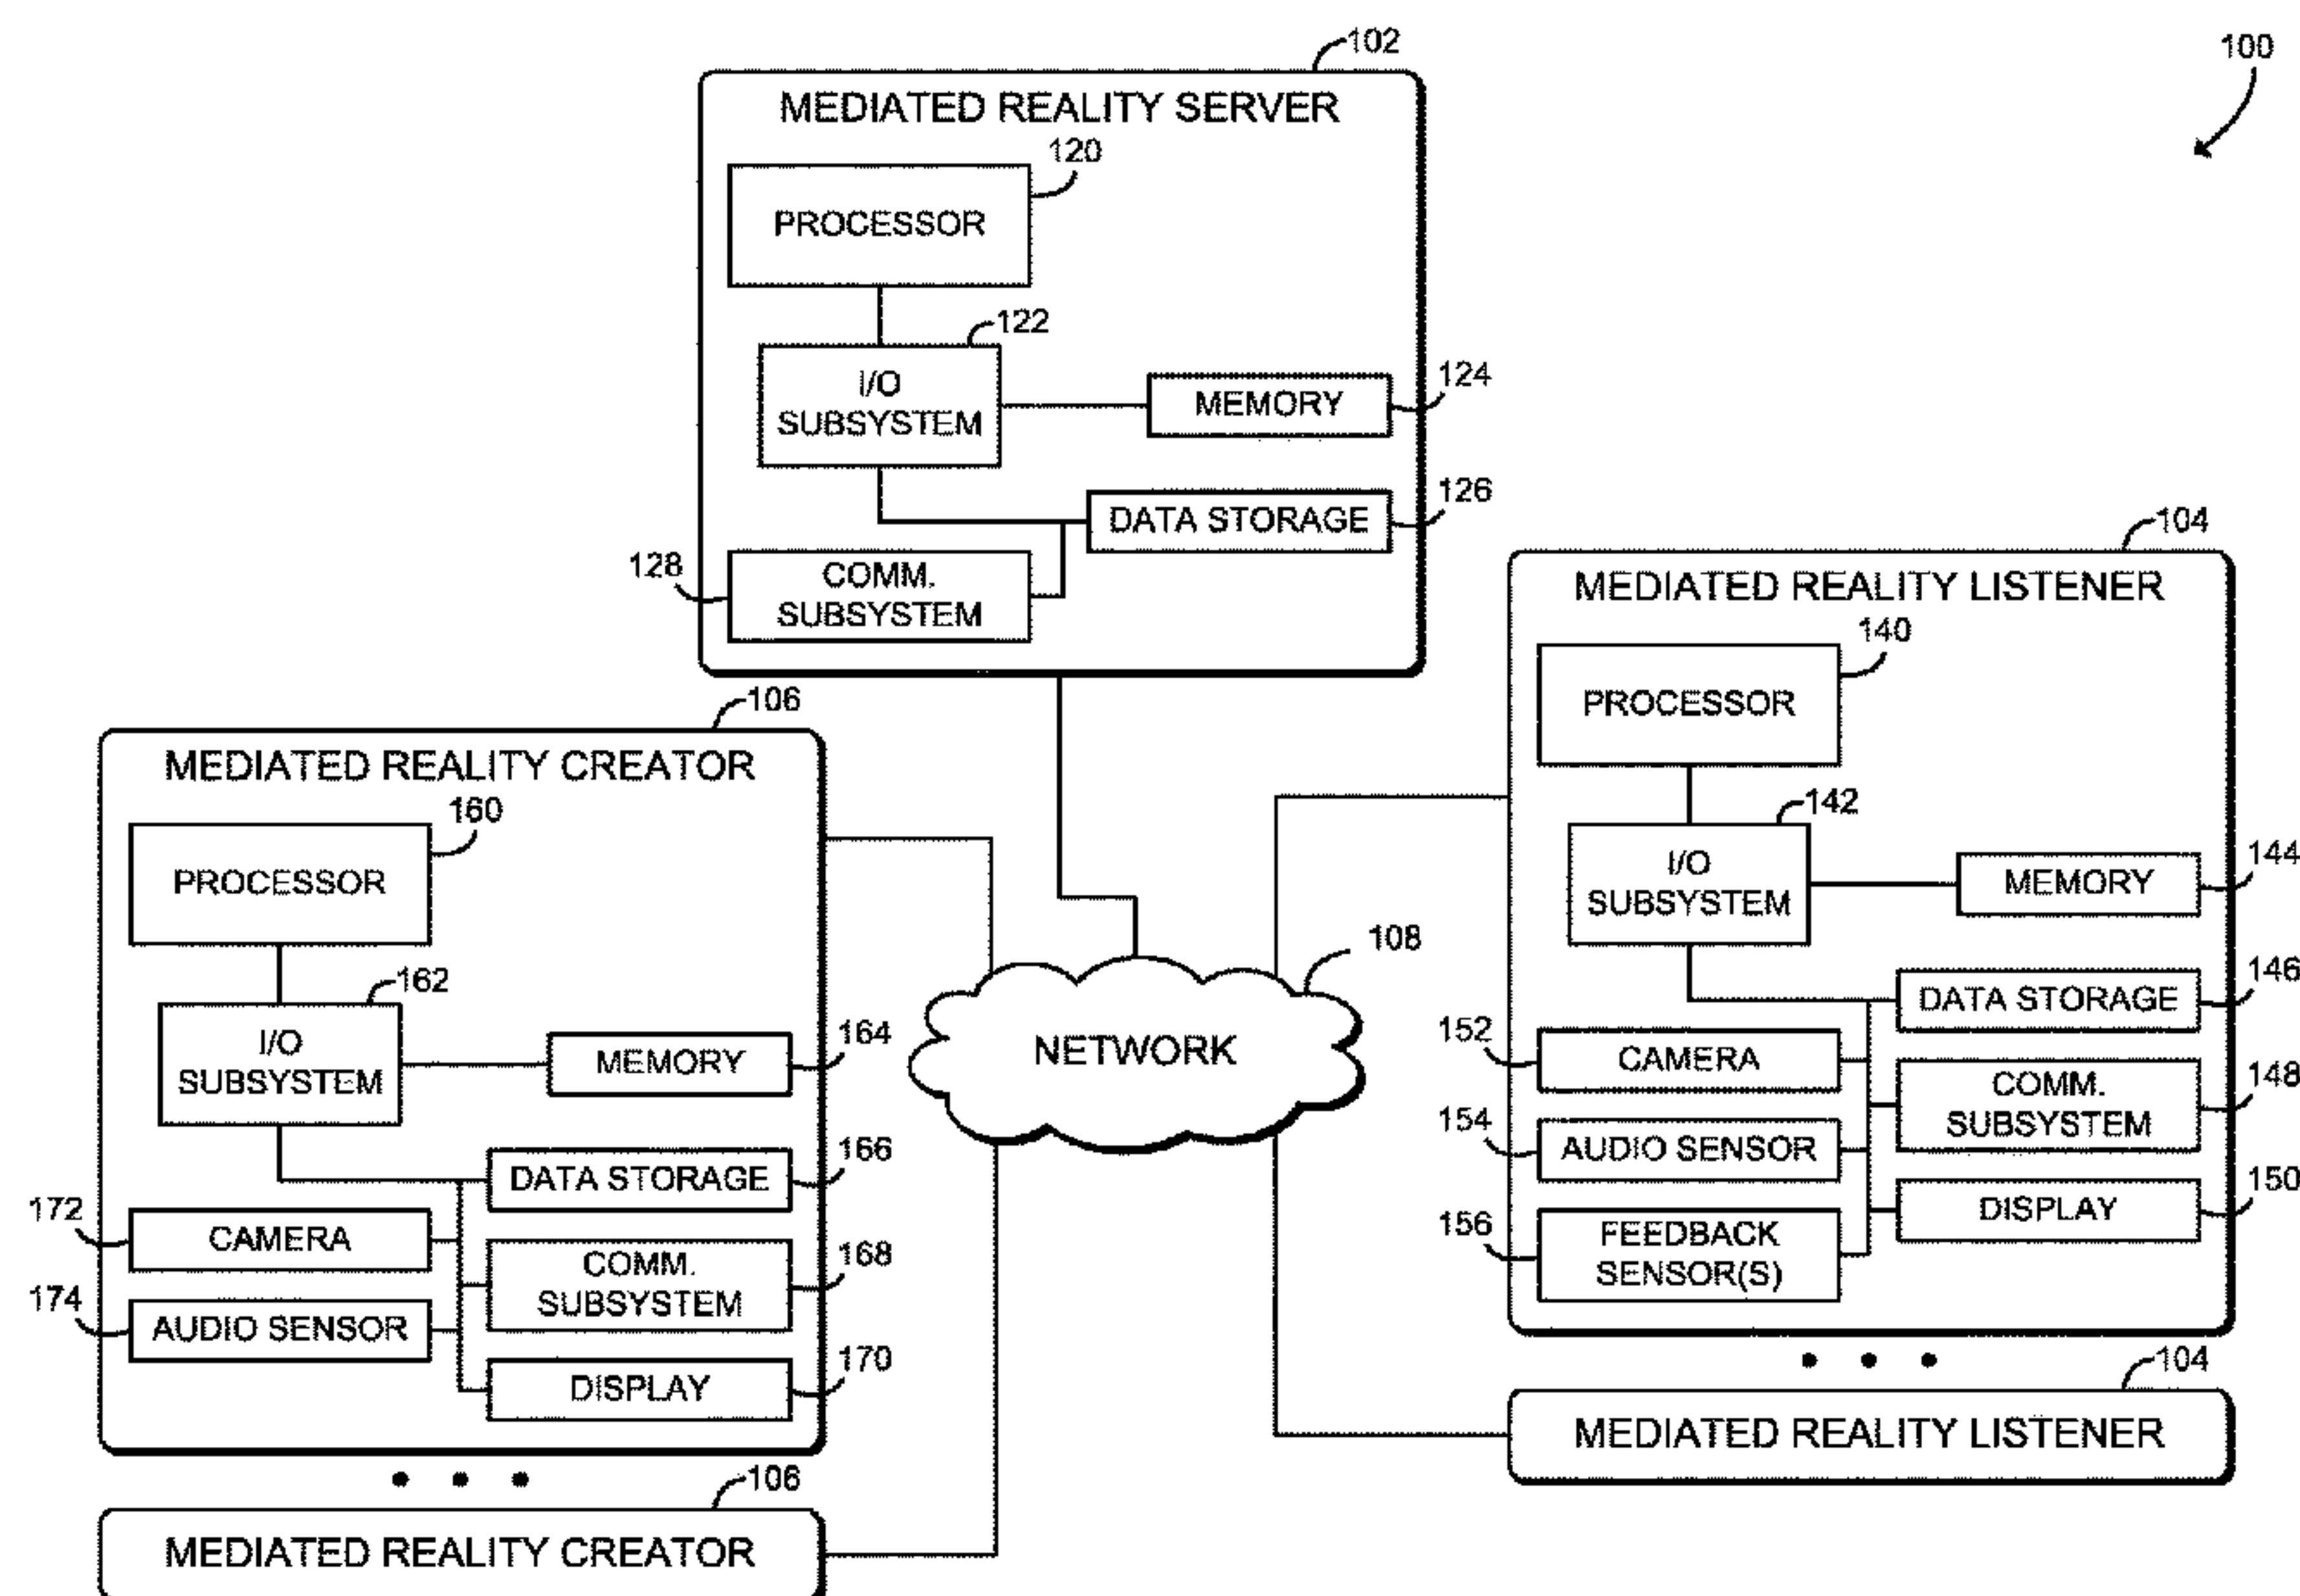 100
102
MEDIATED REALITY SERVER
120
PROCESSOR
122
I/O
SUBSYSTEM
124
MEMORY
126
DATA STORAGE
128
COMM.
SUBSYSTEM
106
MEDIATED REALITY CREATOR
160
PROCESSOR
162
I/O
SUBSYSTEM
164
MEMORY
166
DATA STORAGE
172
CAMERA
168
COMM.
SUBSYSTEM
174
AUDIO SENSOR
170
DISPLAY
106
MEDIATED REALITY CREATOR
108
NETWORK
104
MEDIATED REALITY LISTENER
140
PROCESSOR
142
I/O
SUBSYSTEM
144
MEMORY
146
DATA STORAGE
152
CAMERA
148
COMM.
SUBSYSTEM
154
AUDIO SENSOR
150
DISPLAY
156
FEEDBACK
SENSOR(S)
104
MEDIATED REALITY LISTENER